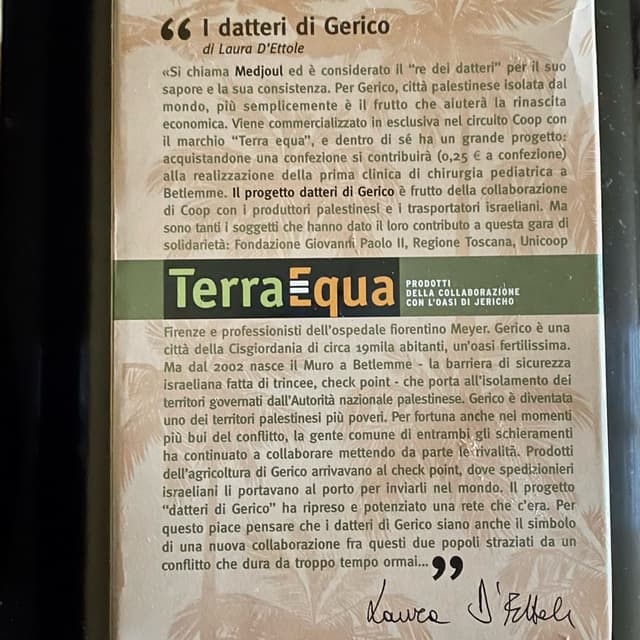 “ I datteri di Gerico
di Laura D'Ettole
«Si chiama Medjoul ed è considerato il “re dei datteri” per il suo
sapore e la sua consistenza. Per Gerico, città palestinese isolata dal
mondo, più semplicemente è il frutto che aiuterà la rinascita
economica. Viene commercializzato in esclusiva nel circuito Coop con
il marchio “Terra equa”, e dentro di sé ha un grande progetto:
acquistandone una confezione si contribuirà (0,25 € a confezione)
alla realizzazione della prima clinica di chirurgia pediatrica a
Betlemme. Il progetto datteri di Gerico è frutto della collaborazione
di Coop con i produttori palestinesi e i trasportatori israeliani. Ma
sono tanti i soggetti che hanno dato il loro contributo a questa gara di
solidarietà: Fondazione Giovanni Paolo II, Regione Toscana, Unicoop
TerraEqua
PRODOTTI
DELLA COLLABORAZIONE
CON L'OASI DI JERICHO
Firenze e professionisti dell'ospedale fiorentino Meyer. Gerico è una
città della Cisgiordania di circa 19mila abitanti, un'oasi fertilissima.
Ma dal 2002 nasce il Muro a Betlemme - la barriera di sicurezza
israeliana fatta di trincee, check point - che porta all'isolamento dei
territori governati dall'Autorità nazionale palestinese. Gerico è diventata
uno dei territori palestinesi più poveri. Per fortuna anche nei momenti
più bui del conflitto, la gente comune di entrambi gli schieramenti
ha continuato a collaborare mettendo da parte le rivalità. Prodotti
dell'agricoltura di Gerico arrivavano al check point, dove spedizionieri
israeliani li portavano al porto per inviarli nel mondo. Il progetto
“datteri di Gerico” ha ripreso e potenziato una rete che c'era. Per
questo piace pensare che i datteri di Gerico siano anche il simbolo
di una nuova collaborazione fra questi due popoli straziati da un
conflitto che dura da troppo tempo ormai... ”
Laura D'Ettole